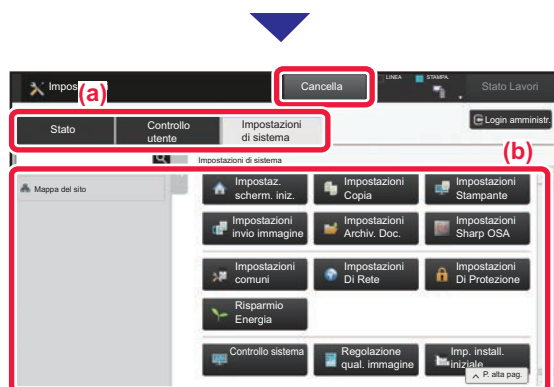 Impos
(a)
Cancella
LINEA
STAMPA.
Stato Lavori
Stato
Controllo
utente
Impostazioni
di sistema
Login amministr.
(b)
Impostazioni di sistema
Mappa del sito
Impostaz.
scherm. iniz.
Impostazioni
Copia
Impostazioni
Stampante
Impostazioni
invio immagine
Impostazioni
Archiv. Doc.
Impostazioni
Sharp OSA
Impostazioni
comuni
Impostazioni
Di Rete
Impostazioni
Di Protezione
Risparmio
Energia
Controllo sistema
Regolazione
qual. immagine
Imp. install.
iniziale
P. alta pag.